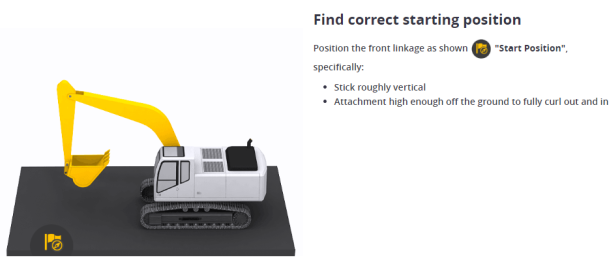 Find correct starting position
Position the front linkage as shown "Start Position",
specifically:
Stick roughly vertical
Attachment high enough off the ground to fully curl out and in